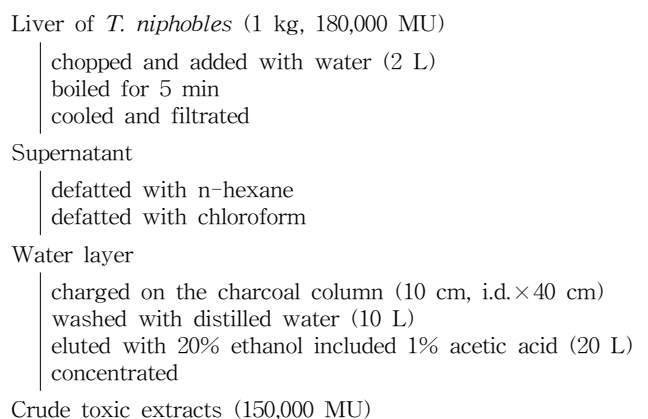 Liver of T. niphobles (1 kg, 180,000 MU)
chopped and added with water (2 L)
boiled for 5 min
cooled and filtrated
Supernatant
defatted with n-hexane
defatted with chloroform
Water layer
charged on the charcoal column (10 cm, i.d.×40 cm)
washed with distilled water (10 L)
eluted with 20% ethanol included 1% acetic acid (20 L)
concentrated
Crude toxic extracts (150,000 MU)